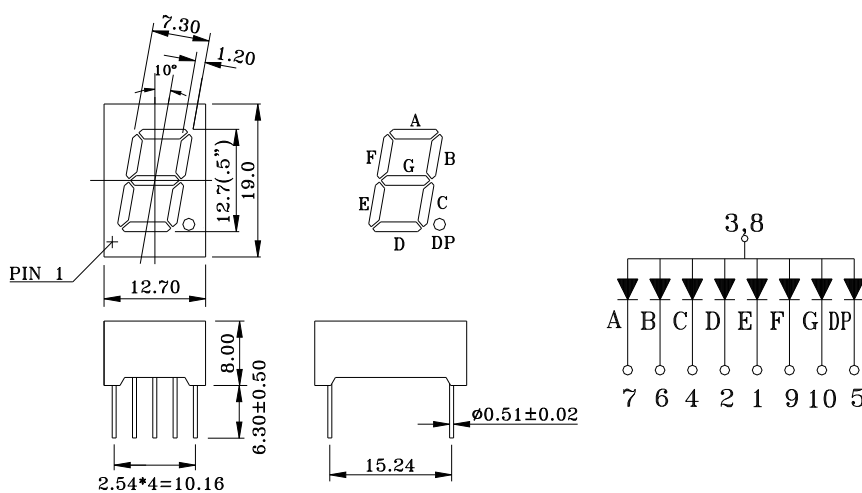 7.30
1.20
10°
12.7(.5")
19.0
PIN 1
12.70
A
F
B
G
E
C
D
DP
3,8
A B C D E F G DP
7 6 4 2 1 9 10 5
8.00
6.30±0.50
2.54*4=10.16
ø0.51±0.02
15.24